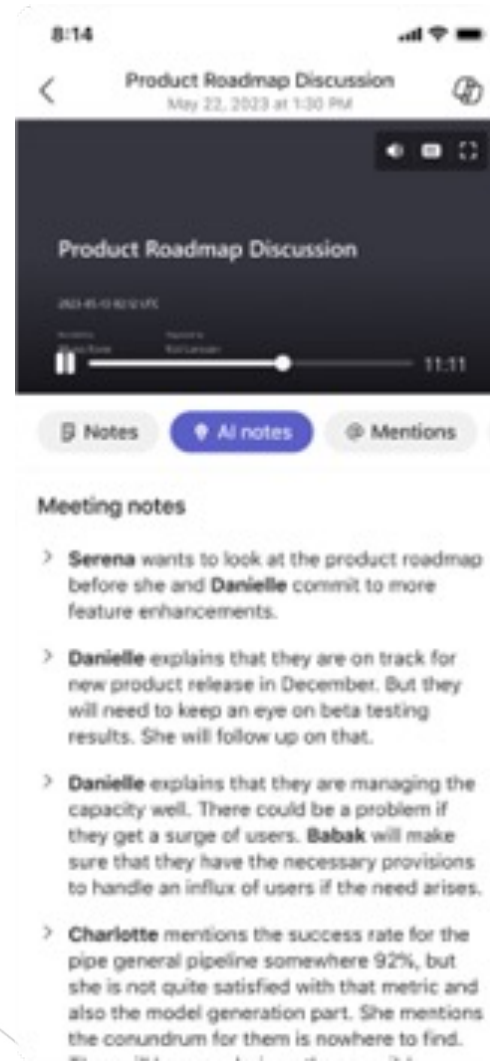 8:14
Product Roadmap Discussion
May 22, 2023 at 1:30 PM
Product Roadmap Discussion
UTC
11:11
Notes
AI notes
@ Mentions
Meeting notes
Serena wants to look at the product roadmap
before she and Danielle commit to more
feature enhancements.
Danielle explains that they are on track for
new product release in December. But they
will need to keep an eye on beta testing
results. She will follow up on that.
Danielle explains that they are managing the
capacity well. There could be a problem if
they get a surge of users. Babak will make
sure that they have the necessary provisions
to handle an influx of users if the need arises.
Charlotte mentions the success rate for the
pipe general pipeline somewhere 92%, but
she is not quite satisfied with that metric and
also the model generation part. She mentions
the conundrum for them is nowhere to find.